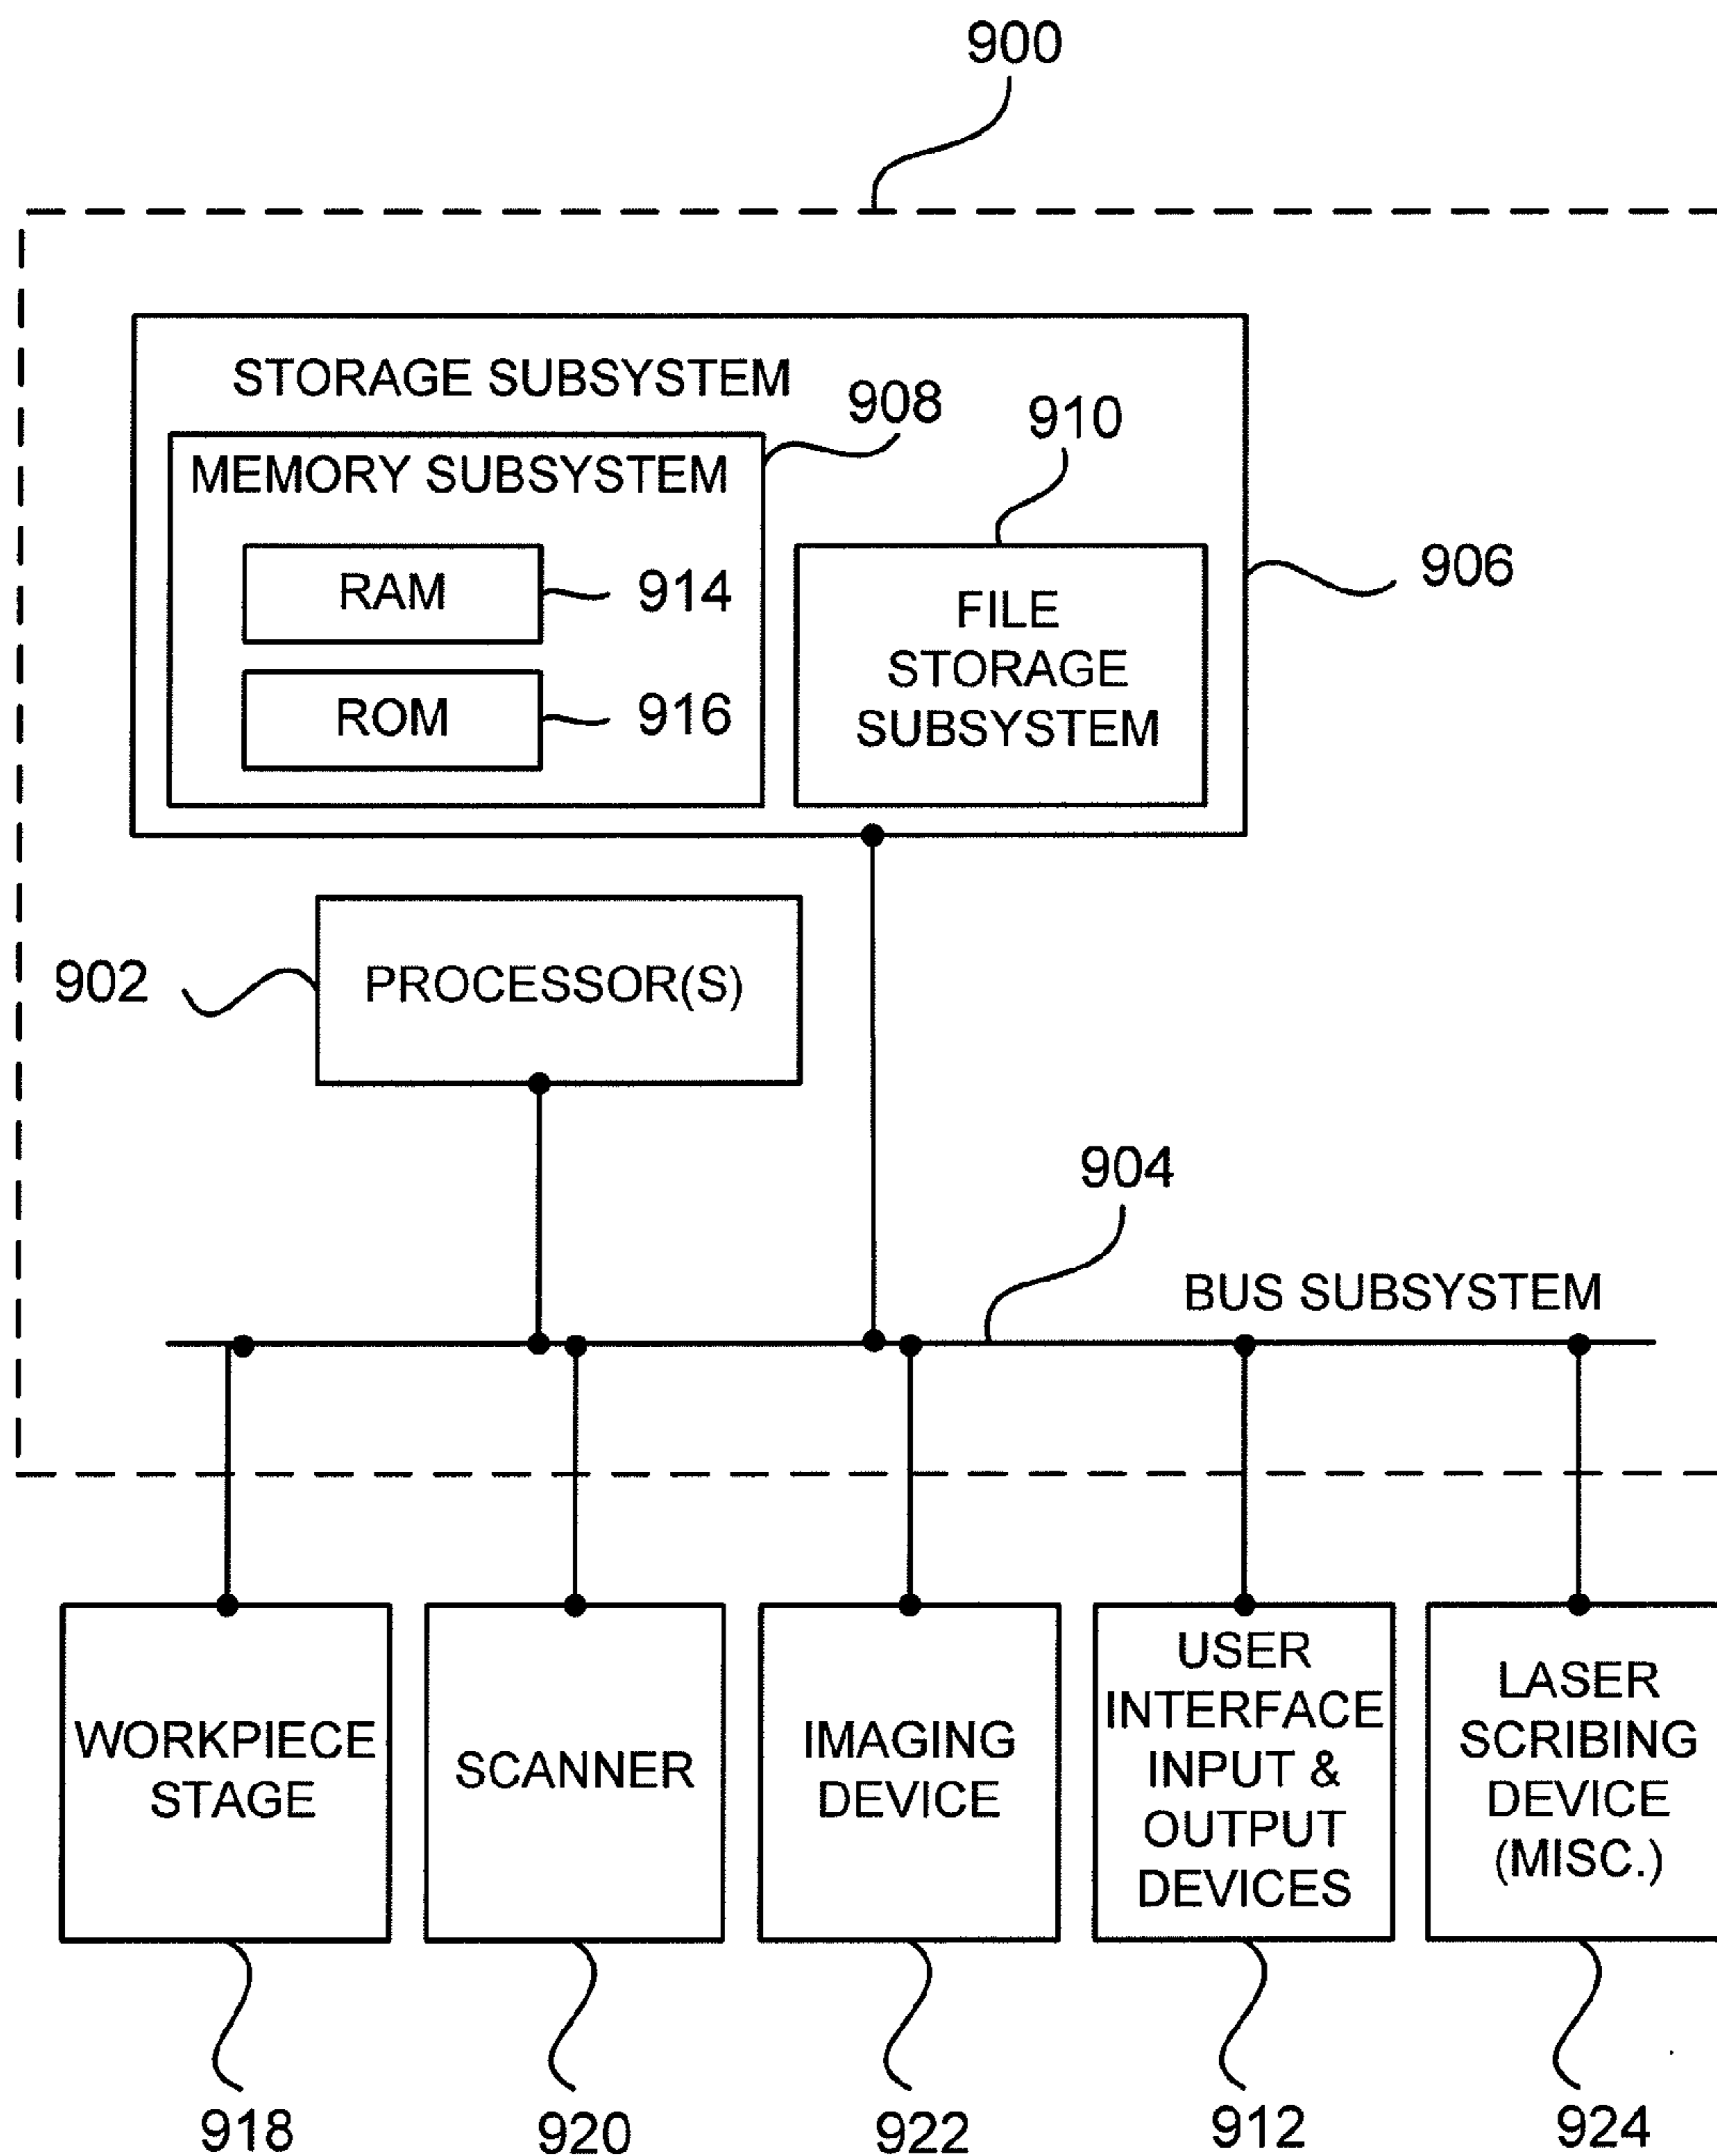 900
STORAGE SUBSYSTEM
908
910
MEMORY SUBSYSTEM
RAM
914
906
FILE
STORAGE
SUBSYSTEM
ROM
916
902
PROCESSOR(S)
904
BUS SUBSYSTEM
WORKPIECE
STAGE
SCANNER
IMAGING
DEVICE
USER
INTERFACE
INPUT &
OUTPUT
DEVICES
LASER
SCRIBING
DEVICE
(MISC.)
918
920
922
912
924